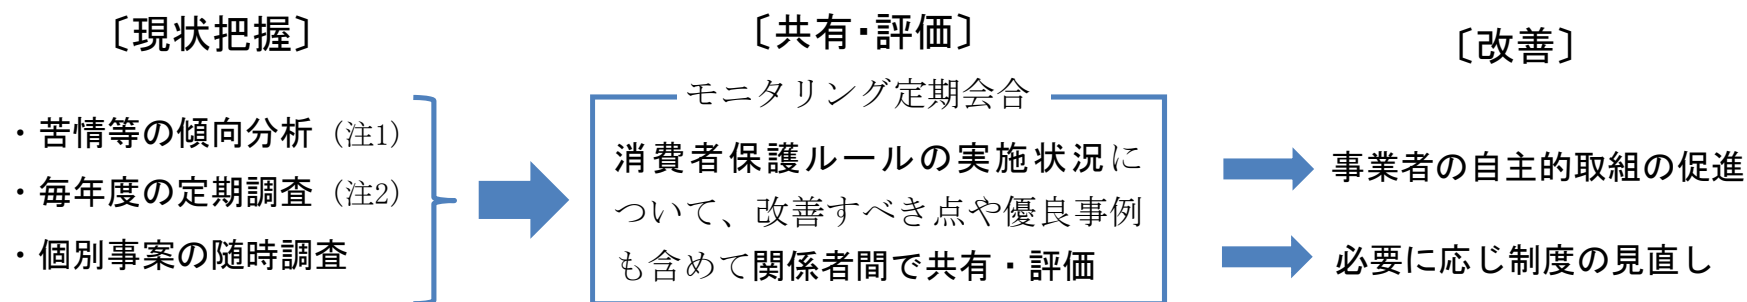 〔現状把握〕
・苦情等の傾向分析（注1）
・毎年度の定期調査（注2）
・個別事案の随時調査
〔共有・評価〕
モニタリング定期会合
消費者保護ルールの実施状況に
ついて、改善すべき点や優良事例
も含めて関係者間で共有・評価
〔改善〕
事業者の自主的取組の促進
必要に応じ制度の見直し